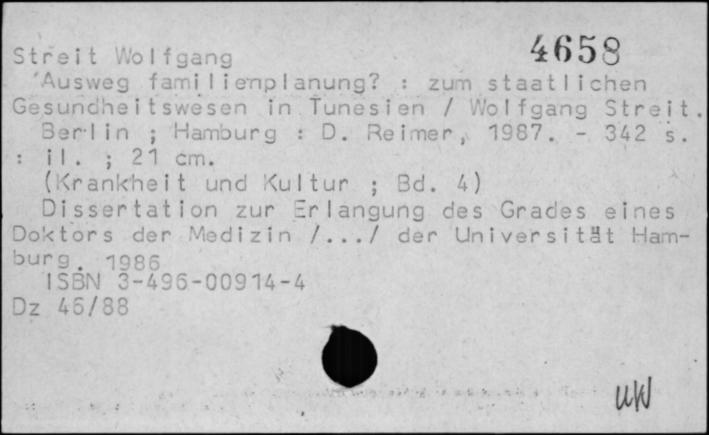 4658
Streit Wolfgang
Ausweg familienplanung? : zum staatlichen
Gesundheitswesen in Tunesien / Wolfgang Streit.
Berlin ; Hamburg : D. Reimer, 1987. - 342 s.
: il. ; 21 cm.
(Krankheit und Kultur ; Bd. 4)
Dissertation zur Erlangung des Grades eines
Doktors der Medizin /.../ der Universität Ham-
burg. 1986
ISBN 3-496-00914-4
Dz 46/88
UW